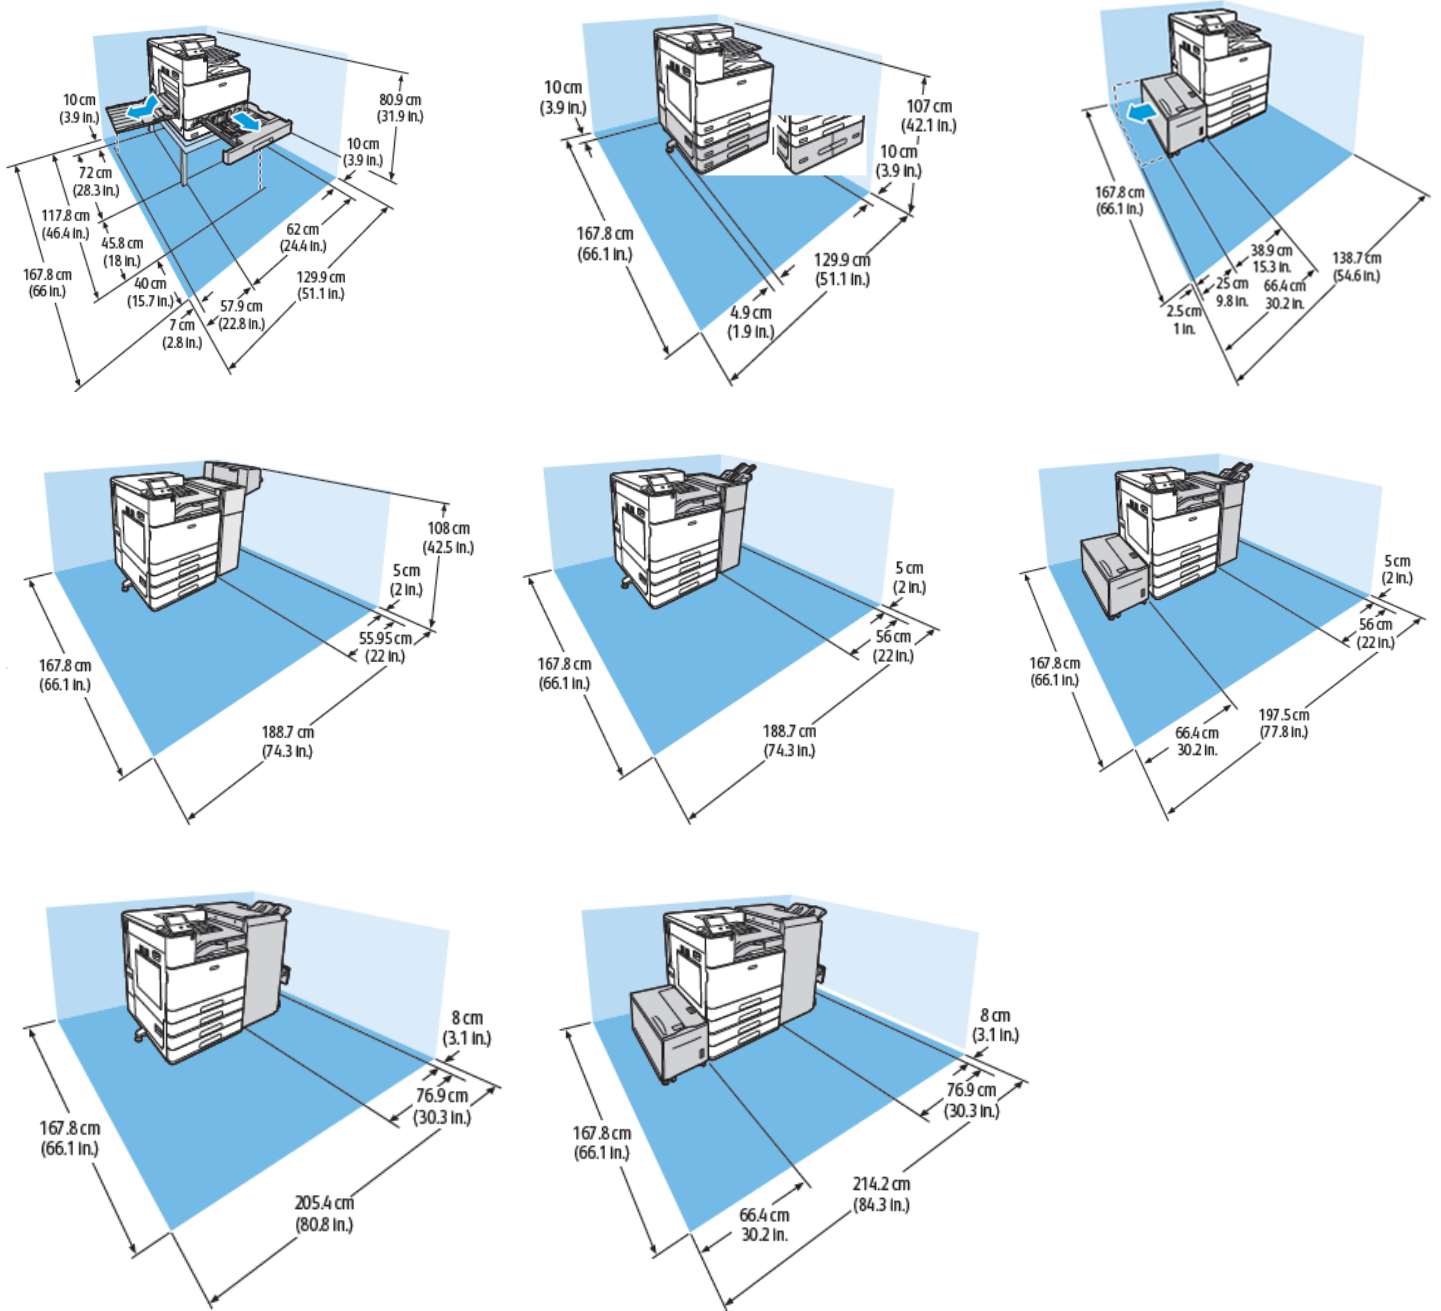 10 cm
(3.9 in.)
80.9 cm
(31.9 in.)
10 cm
(3.9 in.)
72 cm
(28.3 in.)
117.8 cm
(46.4 in.)
45.8 cm
(18 in.)
167.8 cm
(66 in.)
40 cm
(15.7 in.)
7 cm
(2.8 in.)
57.9 cm
(22.8 in.)
62 cm
(24.4 in.)
129.9 cm
(51.1 in.)
10 cm
(3.9 in.)
107 cm
(42.1 in.)
10 cm
(3.9 in.)
167.8 cm
(66.1 in.)
129.9 cm
(51.1 in.)
4.9 cm
(1.9 in.)
167.8 cm
(66.1 in.)
38.9 cm
15.3 in.
138.7 cm
(54.6 in.)
25 cm
9.8 in.
66.4 cm
30.2 in.
2.5 cm
1 in.
108 cm
(42.5 in.)
5 cm
(2 in.)
55.95 cm
(22 in.)
167.8 cm
(66.1 in.)
188.7 cm
(74.3 in.)
5 cm
(2 in.)
56 cm
(22 in.)
167.8 cm
(66.1 in.)
188.7 cm
(74.3 in.)
5 cm
(2 in.)
56 cm
(22 in.)
167.8 cm
(66.1 in.)
197.5 cm
(77.8 in.)
66.4 cm
30.2 in.
8 cm
(3.1 in.)
76.9 cm
(30.3 in.)
167.8 cm
(66.1 in.)
205.4 cm
(80.8 in.)
8 cm
(3.1 in.)
76.9 cm
(30.3 in.)
167.8 cm
(66.1 in.)
214.2 cm
(84.3 in.)
66.4 cm
30.2 in.